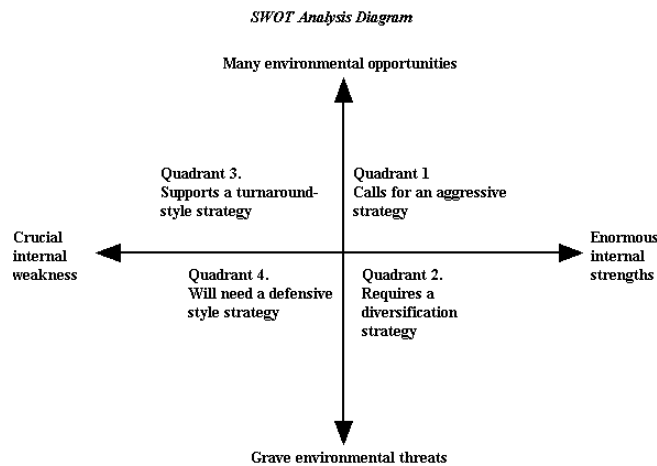 SWOT Analysis Diagram
Many environmental opportunities
Quadrant 3.
Supports a turnaround-
style strategy
Quadrant 1
Calls for an aggressive
strategy
Crucial
internal
weakness
Enormous
internal
strengths
Quadrant 4.
Will need a defensive
style strategy
Quadrant 2.
Requires a
diversification
strategy
Grave environmental threats